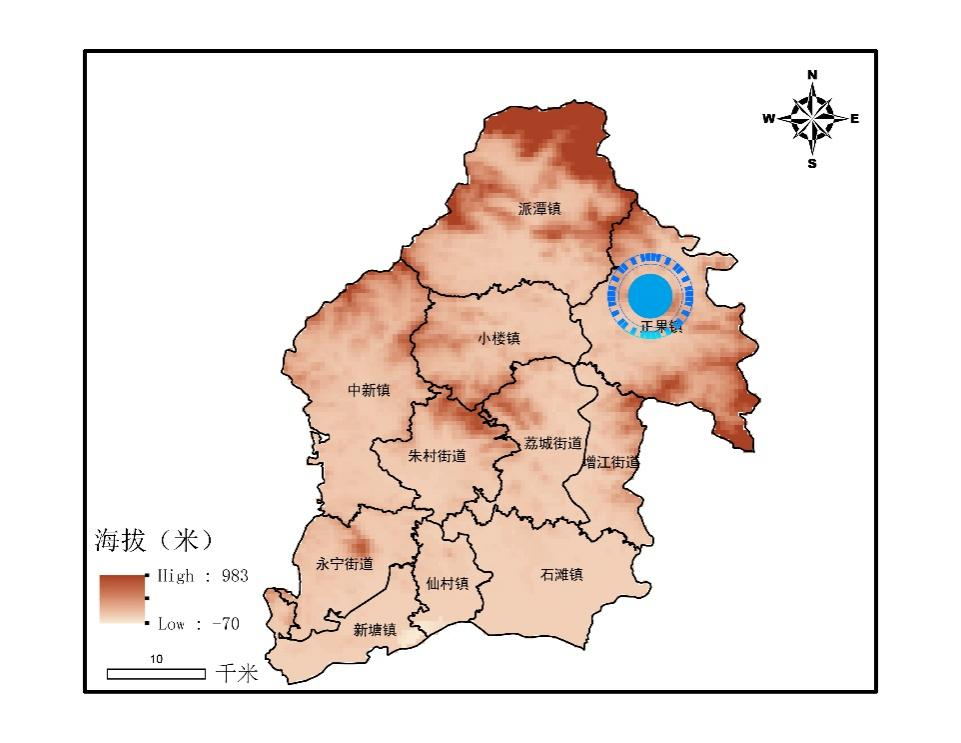 N
W E
S
派潭镇
正果镇
小楼镇
中新镇
荔城街道
朱村街道
增江街道
海拔（米）
High : 983
Low : -70
永宁街道
仙村镇
石滩镇
新塘镇
10
千米